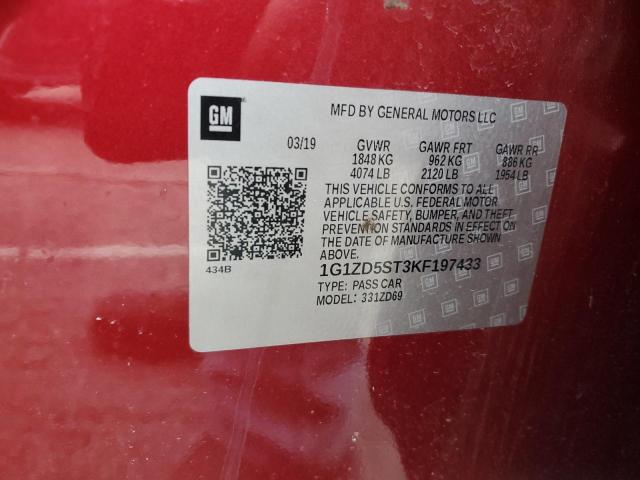 GM
MFD BY GENERAL MOTORS LLC
03/19 GVWR GAWR FRT GAWR RR
1848 KG 962 KG 886 KG
4074 LB 2120 LB 1954 LB
THIS VEHICLE CONFORMS TO ALL
APPLICABLE U.S. FEDERAL MOTOR
VEHICLE SAFETY, BUMPER, AND THEFT
PREVENTION STANDARDS IN EFFECT ON
THE DATE OF MANUFACTURE SHOWN
ABOVE.
434B
1G1ZD5ST3KF197433
TYPE: PASS CAR
MODEL: 331ZD69